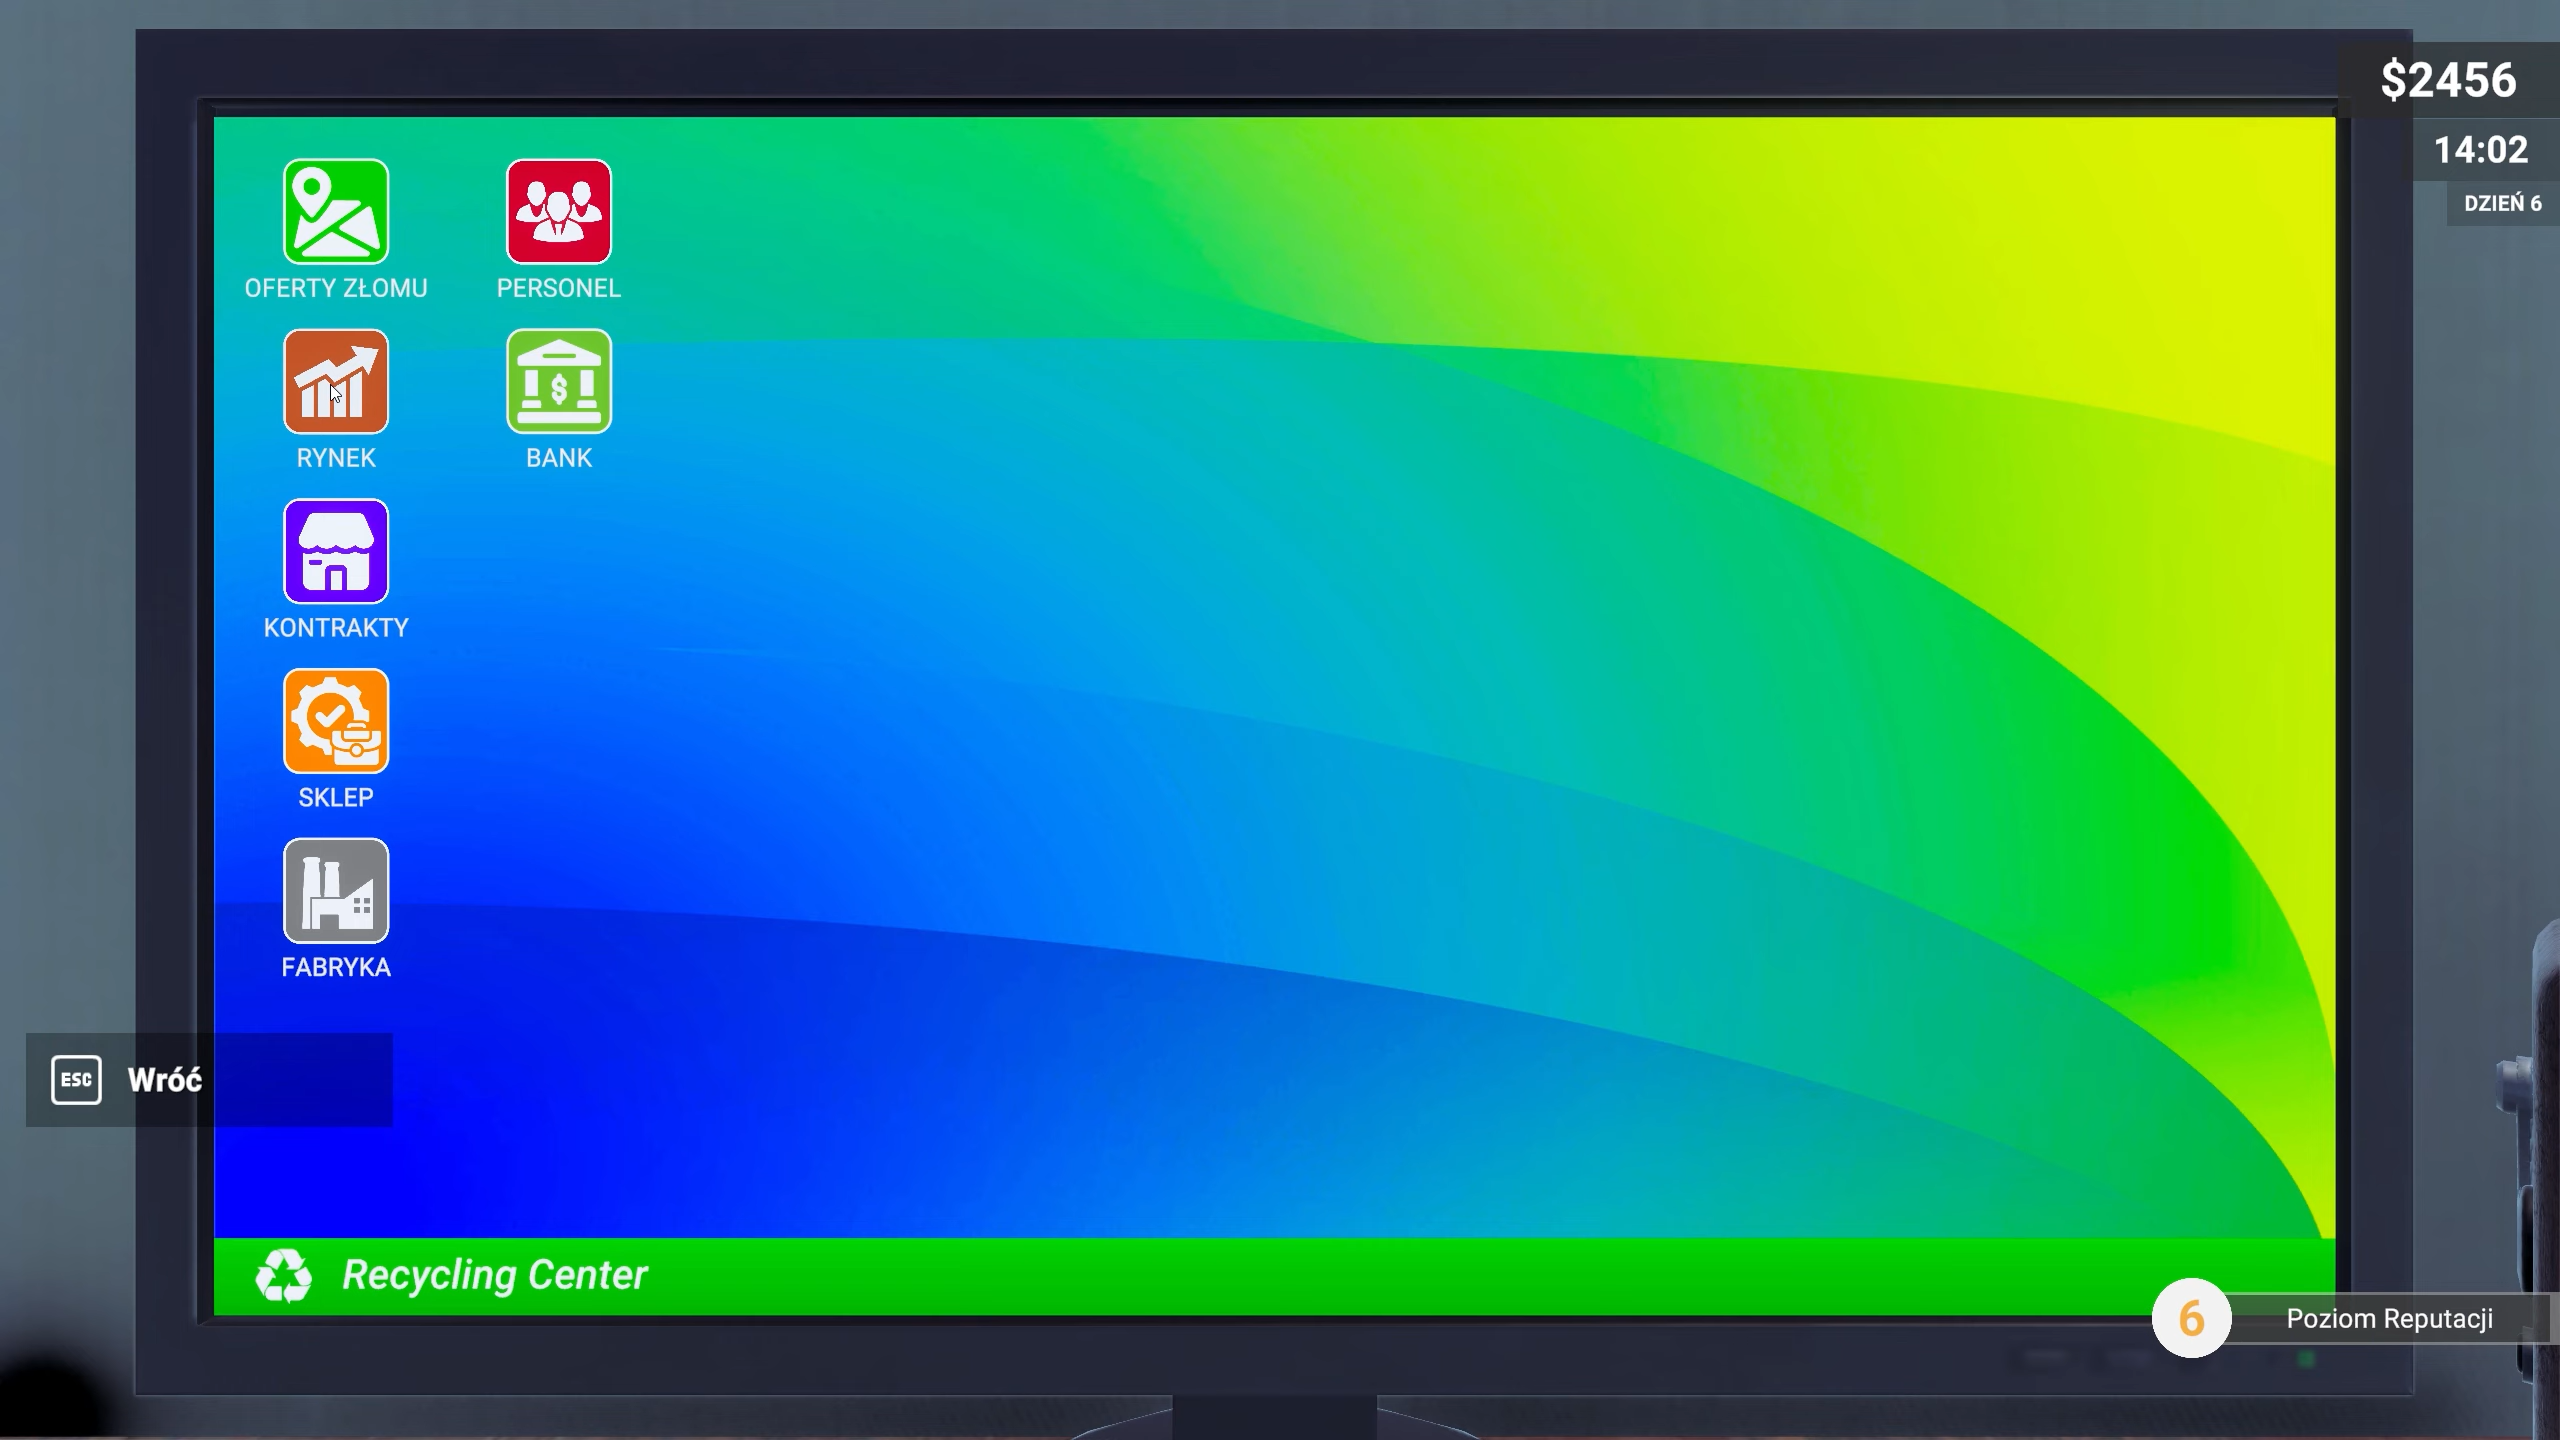 $2456
14:02
DZIEŃ 6
OFERTY ZŁOMU
PERSONEL
RYNEK
$
BANK
KONTRAKTY
SKLEP
FABRYKA
ESC Wróć
Recycling Center
6 Poziom Reputacji